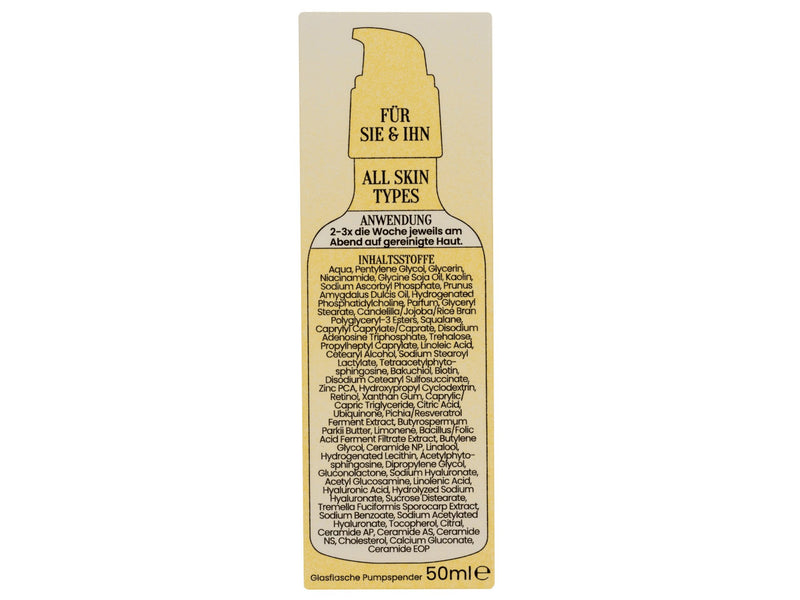 FÜR
SIE & IHN
ALL SKIN
TYPES
ANWENDUNG
2-3x die Woche jeweils am
Abend auf gereinigte Haut.
INHALTSSTOFFE
Aqua, Pentylene Glycol, Glycerin,
Niacinamide, Glycine Soja Oil, Kaolin,
Sodium Ascorbyl Phosphate, Prunus
Amygdalus Dulcis Oil, Hydrogenated
Phosphatidylcholine, Parfum, Glyceryl
Stearate, Candelilla/Jojoba/Rice Bran
Polyglyceryl-3 Esters, Squalane,
Caprylyl Caprylate/Caprate, Disodium
Adenosine Triphosphate, Trehalose,
Propylheptyl Caprylate, Linoleic Acid,
Cetearyl Alcohol, Sodium Stearoyl
Lactylate, Tetraacetylphyto-
sphingosine, Bakuchiol, Biotin,
Disodium Cetearyl Sulfosuccinate,
Zinc PCA, Hydroxypropyl Cyclodextrin,
Retinol, Xanthan Gum, Caprylic/
Capric Triglyceride, Citric Acid,
Ubiquinone, Pichia/Resveratrol
Ferment Extract, Butyrospermum
Parkii Butter, Limonene, Bacillus/Folic
Acid Ferment Filtrate Extract, Butylene
Glycol, Ceramide NP, Linalool,
Hydrogenated Lecithin, Acetylphyto-
sphingosine, Dipropylene Glycol,
Gluconolactone, Sodium Hyaluronate,
Acetyl Glucosamine, Linolenic Acid,
Hyaluronic Acid, Hydrolyzed Sodium
Hyaluronate, Sucrose Distearate,
Tremella Fuciformis Sporocarp Extract,
Sodium Benzoate, Sodium Acetylated
Hyaluronate, Tocopherol, Citral,
Ceramide AP, Ceramide AS, Ceramide
NS, Cholesterol, Calcium Gluconate,
Ceramide EOP
Glasflasche Pumpspender 50ml℮